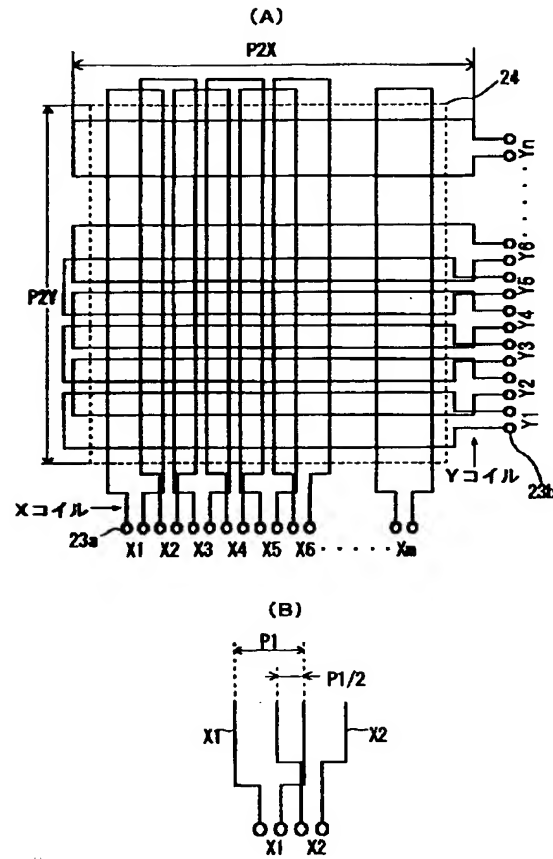 (A)
P2X
24
Yn
P2Y
Y6
Y5
Y4
Y3
Y2
Y1
Xコイル
Yコイル
23b
23a
X1 X2 X3 X4 X5 X6 ······ Xm
(B)
P1
P1/2
X1
X2
X1 X2